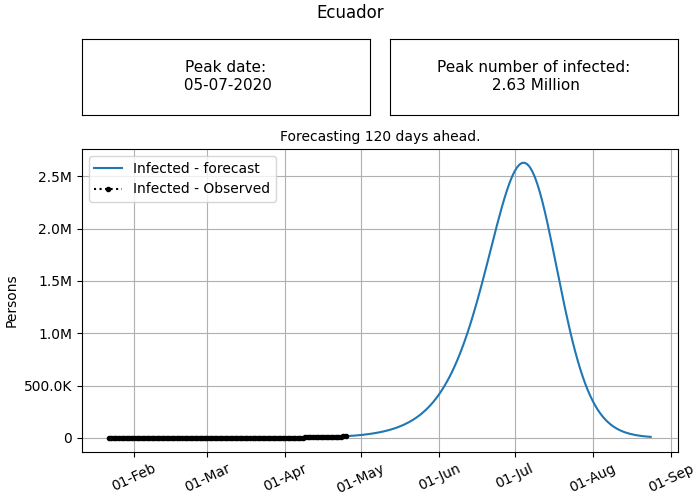 Ecuador
Peak date:
05-07-2020
Peak number of infected:
2.63 Million
Forecasting 120 days ahead.
Infected - forecast
Infected - Observed
Persons
2.5M
2.0M
1.5M
1.0M
500.0K
0
01-Feb
01-Mar
01-Apr
01-May
01-Jun
01-Jul
01-Aug
01-Sep